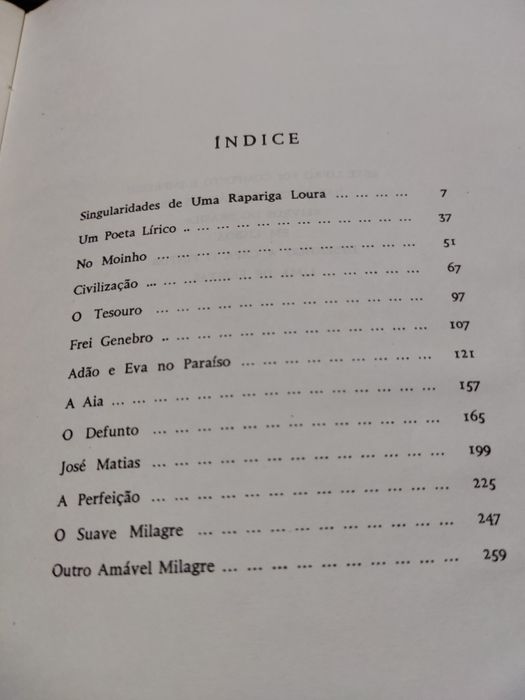 ÍNDICE
Singularidades de Uma Rapariga Loura ... ... ... ... 7
Um Poeta Lírico .. ... ... ... ... ... ... ... ... ... 37
No Moinho ... ... ... ... ... ... ... ... ... ... ... 51
Civilização ... ... ... ...... ... ... ... ... ... ... ... 67
O Tesouro ... ... ... ... ... ... ... ... ... ... ... 97
Frei Genebro .. ... ... ... ... ... ... ... ... ... ... 107
Adão e Eva no Paraíso ... ... ... ... ... ... ... ... 121
A Aia ... ... ... ... ... ... ... ... ... ... ... ... 157
O Defunto ... ... ... ... ... ... ... ... ... ... ... 165
José Matias ... ... ... ... ... ... ... ... ... ... ... 199
A Perfeição ... ... ... ... ... ... ... ... ... ... ... 225
O Suave Milagre ... ... ... ... ... ... ... ... ... ... 247
Outro Amável Milagre ... ... ... ... ... ... ... ... ... 259